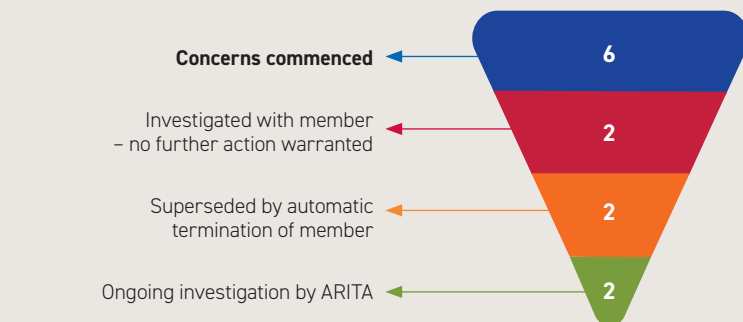 Concerns commenced
6
Investigated with member
– no further action warranted
2
Superseded by automatic
termination of member
2
Ongoing investigation by ARITA
2